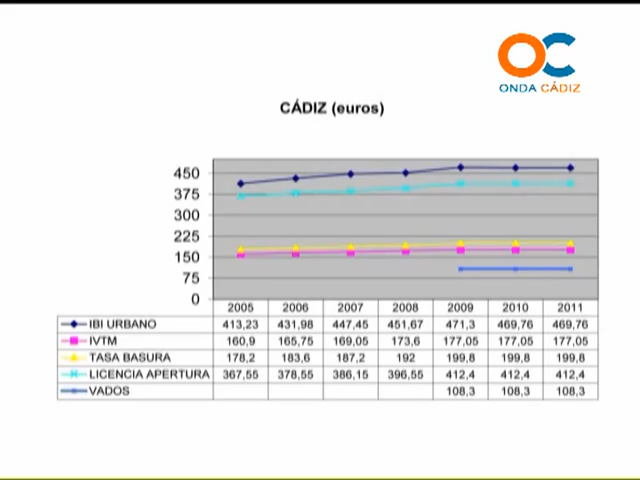 OC
ONDA CÁDIZ
CÁDIZ (euros)
450
375
300
225
150
75
0
2005 2006 2007 2008 2009 2010 2011
IBI URBANO 413,23 431,98 447,45 451,67 471,3 469,76 469,76
IVTM 160,9 165,75 169,05 173,6 177,05 177,05 177,05
TASA BASURA 178,2 183,6 187,2 192 199,8 199,8 199,8
LICENCIA APERTURA 367,55 378,55 386,15 396,55 412,4 412,4 412,4
VADOS 108,3 108,3 108,3